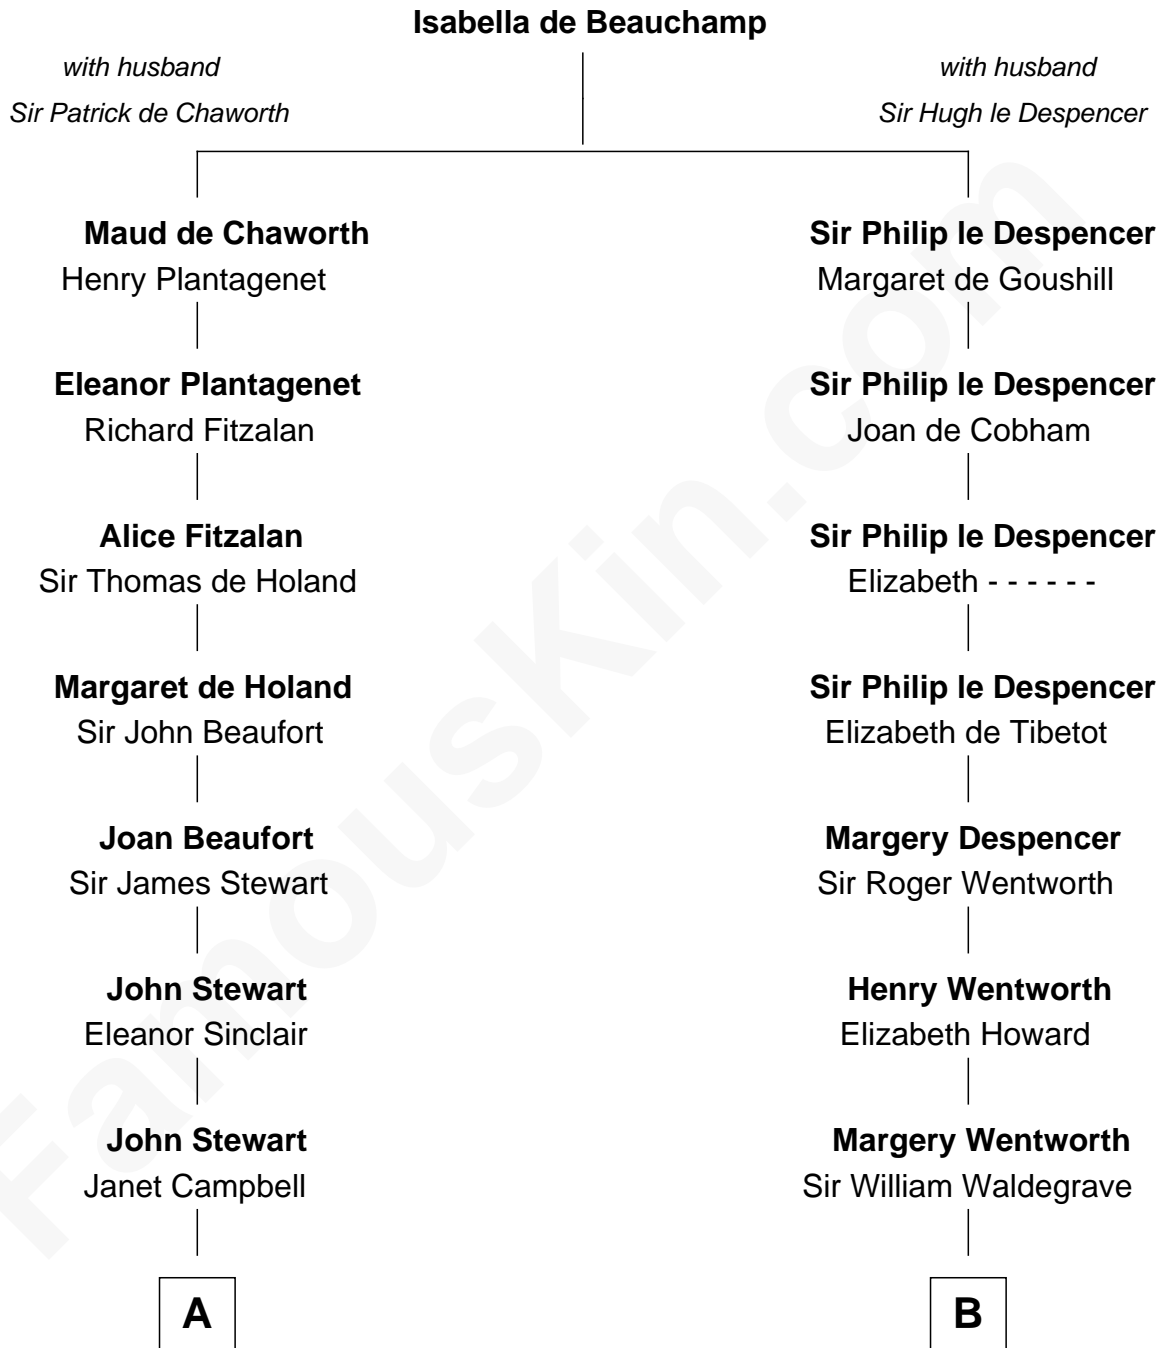 Isabella de Beauchamp
with husband
Sir Patrick de Chaworth
with husband
Sir Hugh le Despencer
Maud de Chaworth
Henry Plantagenet
Sir Philip le Despencer
Margaret de Goushill
Eleanor Plantagenet
Richard Fitzalan
Sir Philip le Despencer
Joan de Cobham
Alice Fitzalan
Sir Thomas de Holand
Sir Philip le Despencer
Elizabeth - - - - - -
Margaret de Holand
Sir John Beaufort
Sir Philip le Despencer
Elizabeth de Tibetot
Joan Beaufort
Sir James Stewart
Margery Despencer
Sir Roger Wentworth
John Stewart
Eleanor Sinclair
Henry Wentworth
Elizabeth Howard
John Stewart
Janet Campbell
Margery Wentworth
Sir William Waldegrave
A
B
FamousKin.com